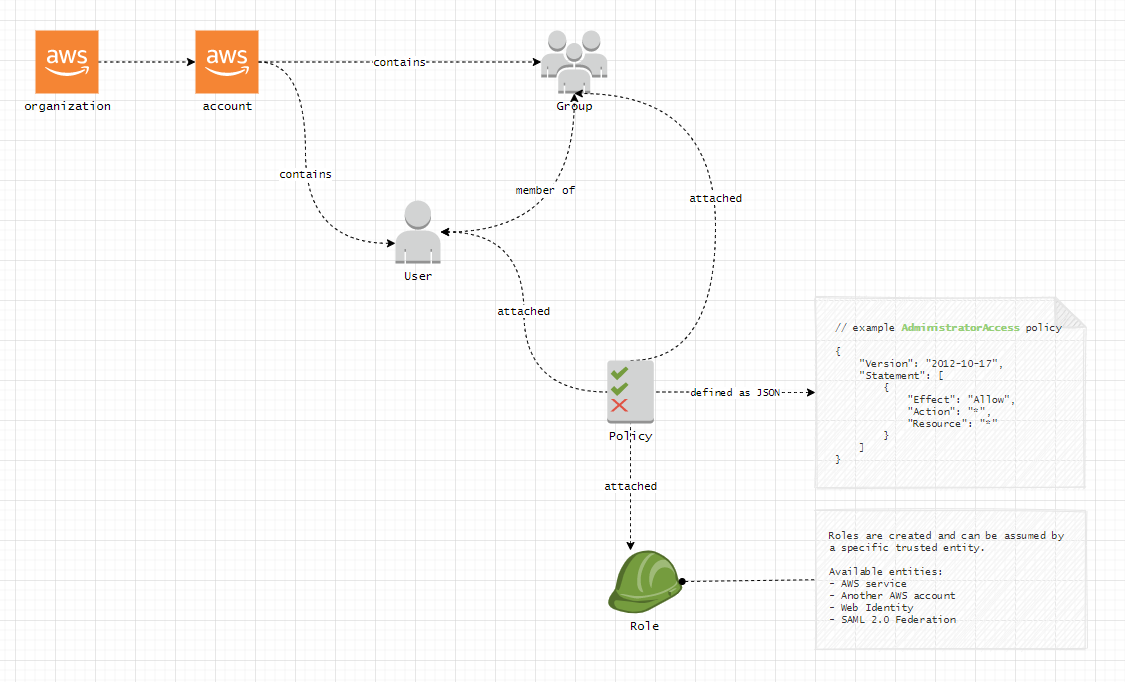 aws
aws
organization
account
contains
Group
contains
member of
attached
User
attached
// example AdministratorAccess policy
{
"Version": "2012-10-17",
"Statement": [
{
"Effect": "Allow",
"Action": "*",
"Resource": "*"
}
]
}
defined as JSON
Policy
attached
Roles are created and can be assumed by
a specific trusted entity.
Available entities:
- AWS service
- Another AWS account
- Web Identity
- SAML 2.0 Federation
Role